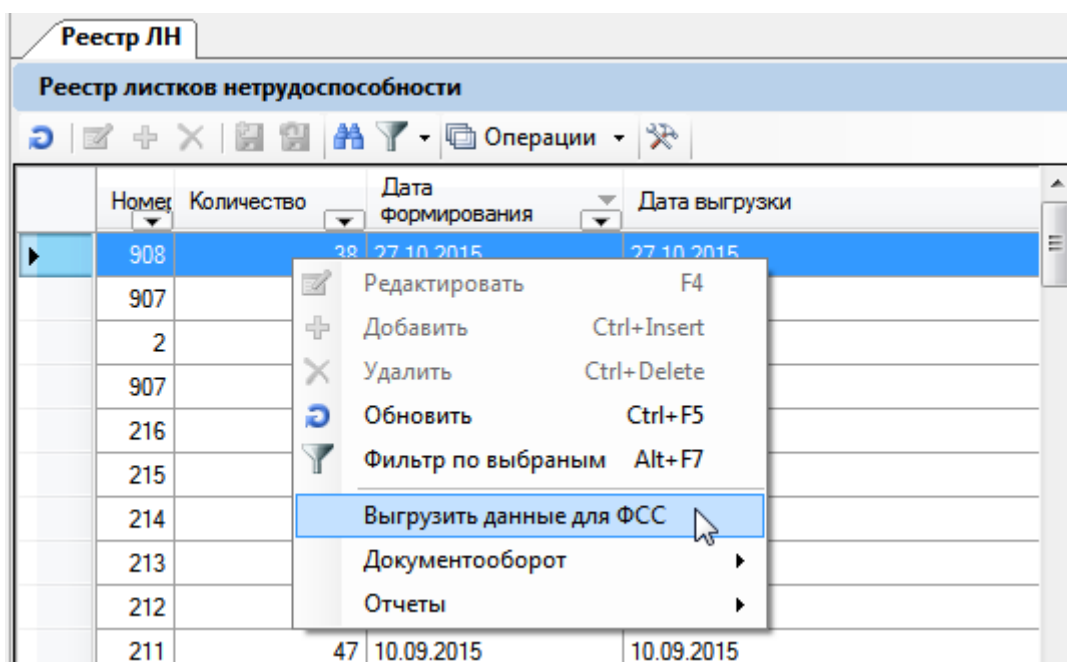 Реестр ЛН
Реестр листков нетрудоспособности
Операции
Номер Количество Дата формирования Дата выгрузки
908 38 27.10.2015 27.10.2015
Редактировать F4
907
Добавить Ctrl+Insert
2
Удалить Ctrl+Delete
907
Обновить Ctrl+F5
216
Фильтр по выбраным Alt+F7
215
Выгрузить данные для ФСС
214
Документооборот
213
Отчеты
212
211 47 10.09.2015 10.09.2015